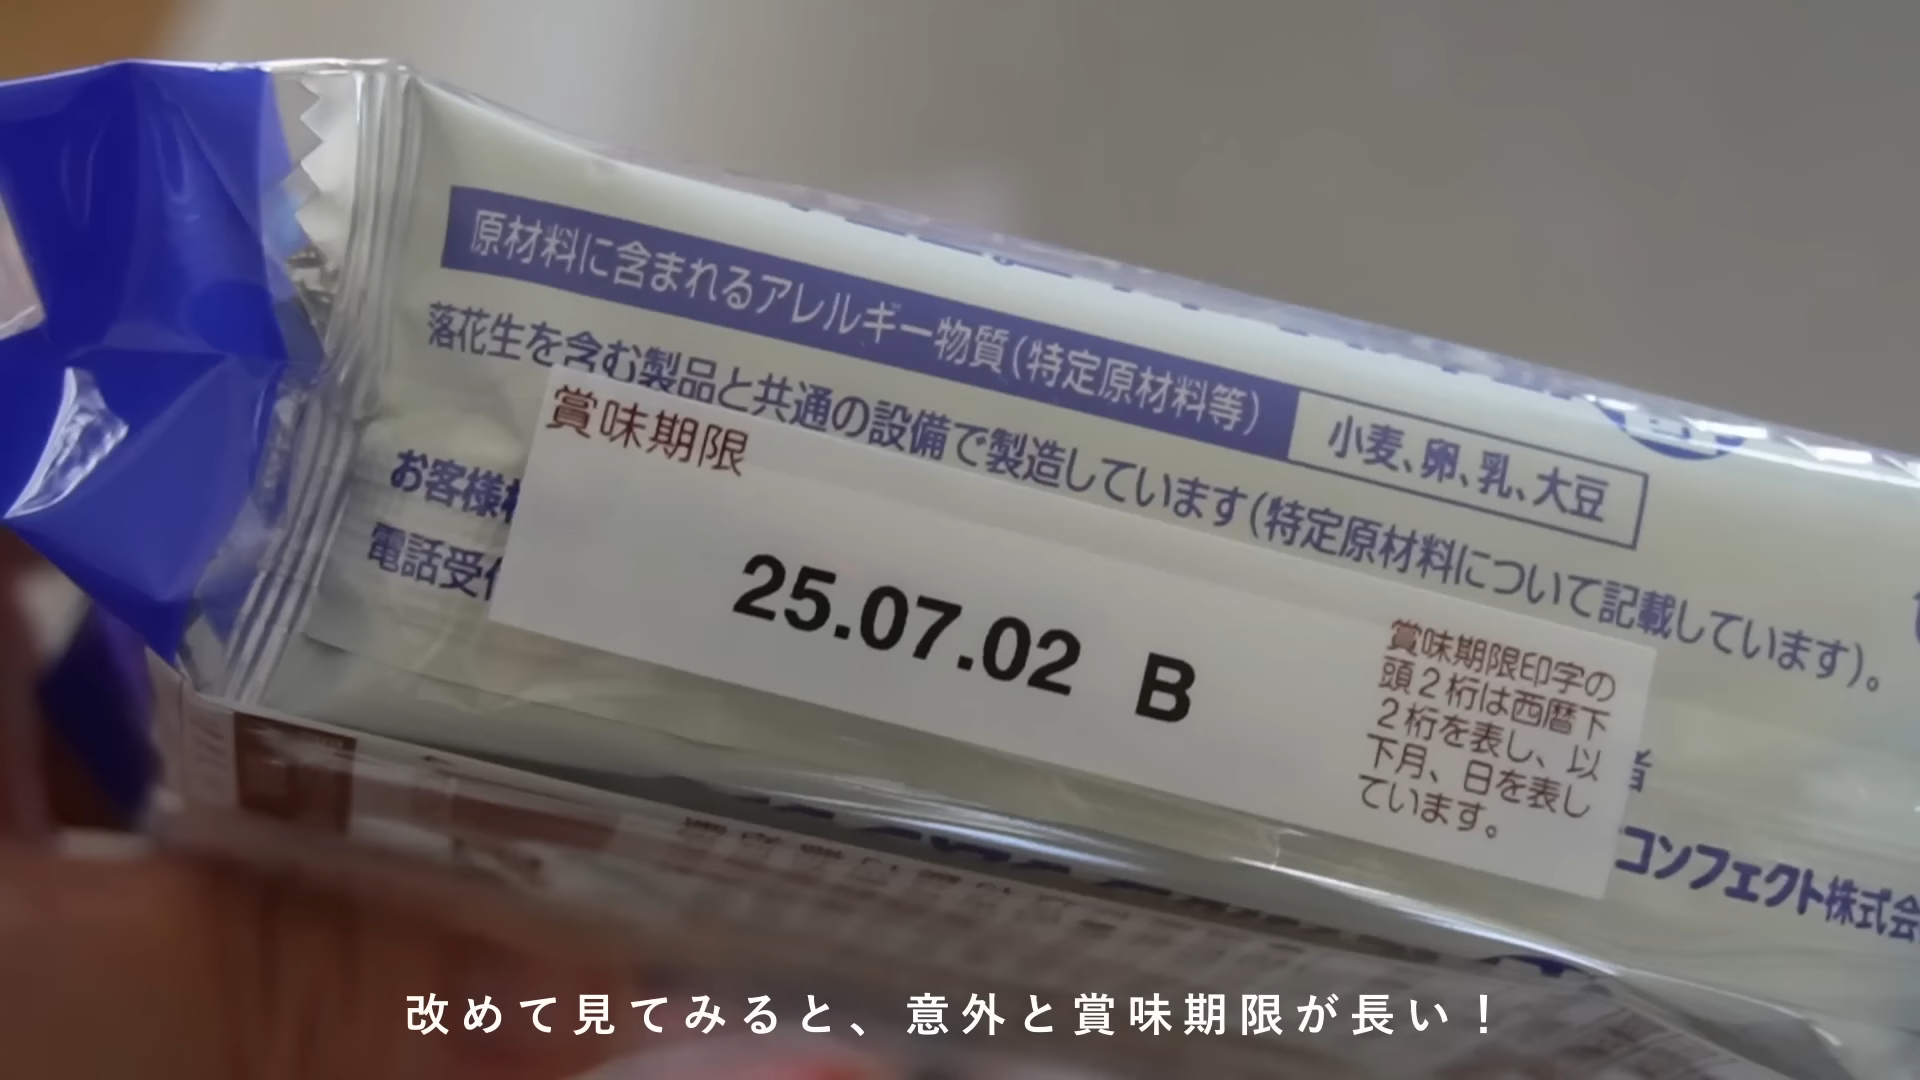 原材料に含まれるアレルギー物質(特定原材料等)
小麦、卵、乳、大豆
落花生を含む製品と共通の設備で製造しています(特定原材料について記載しています)。
お客様
電話受
賞味期限
25.07.02 B
賞味期限印字の
頭2桁は西暦下
2桁を表し、以
下月、日を表し
ています。
者
コンフェクト株式会
改めて見てみると、意外と賞味期限が長い!